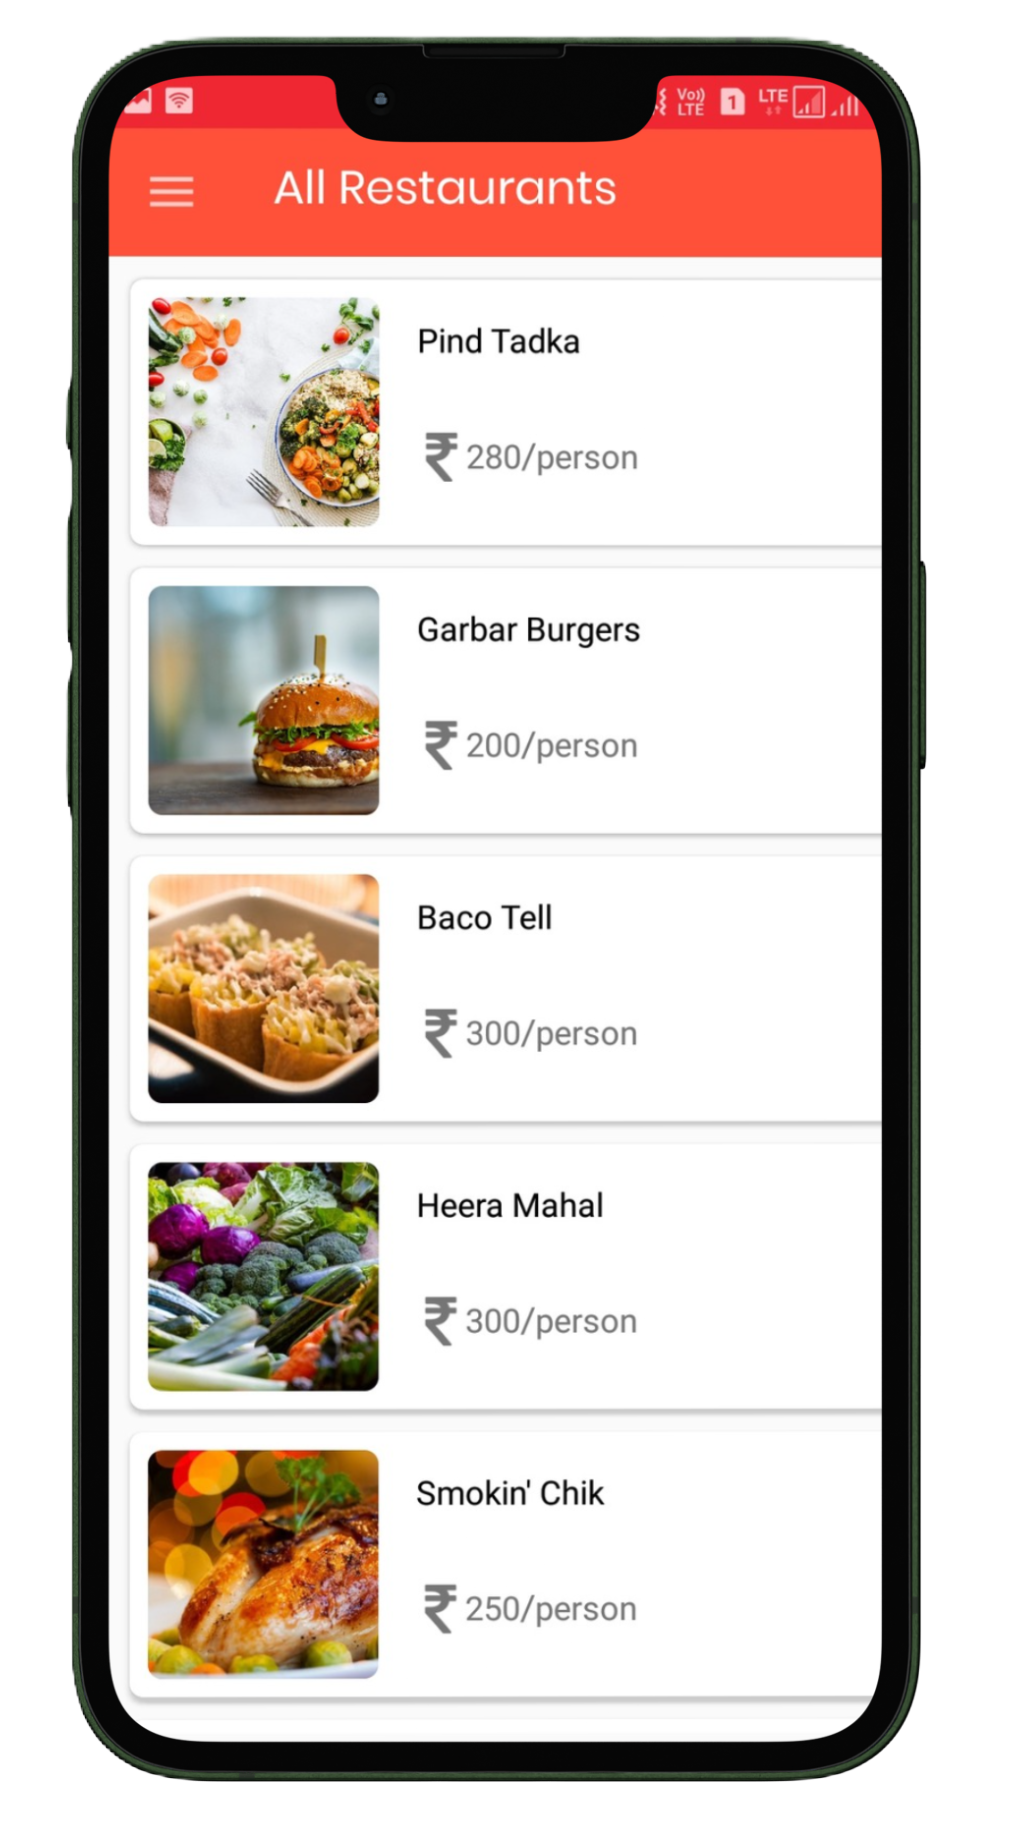 Vo)) LTE 1 LTE
All Restaurants
Pind Tadka
₹ 280/person
Garbar Burgers
₹ 200/person
Baco Tell
₹ 300/person
Heera Mahal
₹ 300/person
Smokin' Chik
₹ 250/person